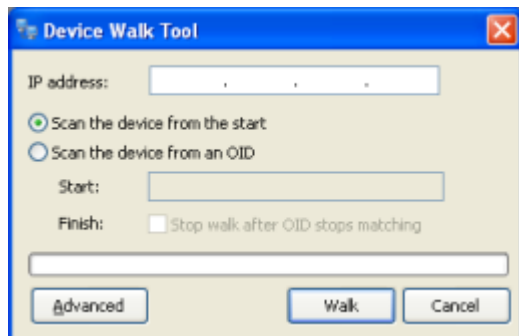 Device Walk Tool
IP address: . . .
Scan the device from the start
Scan the device from an OID
Start:
Finish: Stop walk after OID stops matching
Advanced Walk Cancel